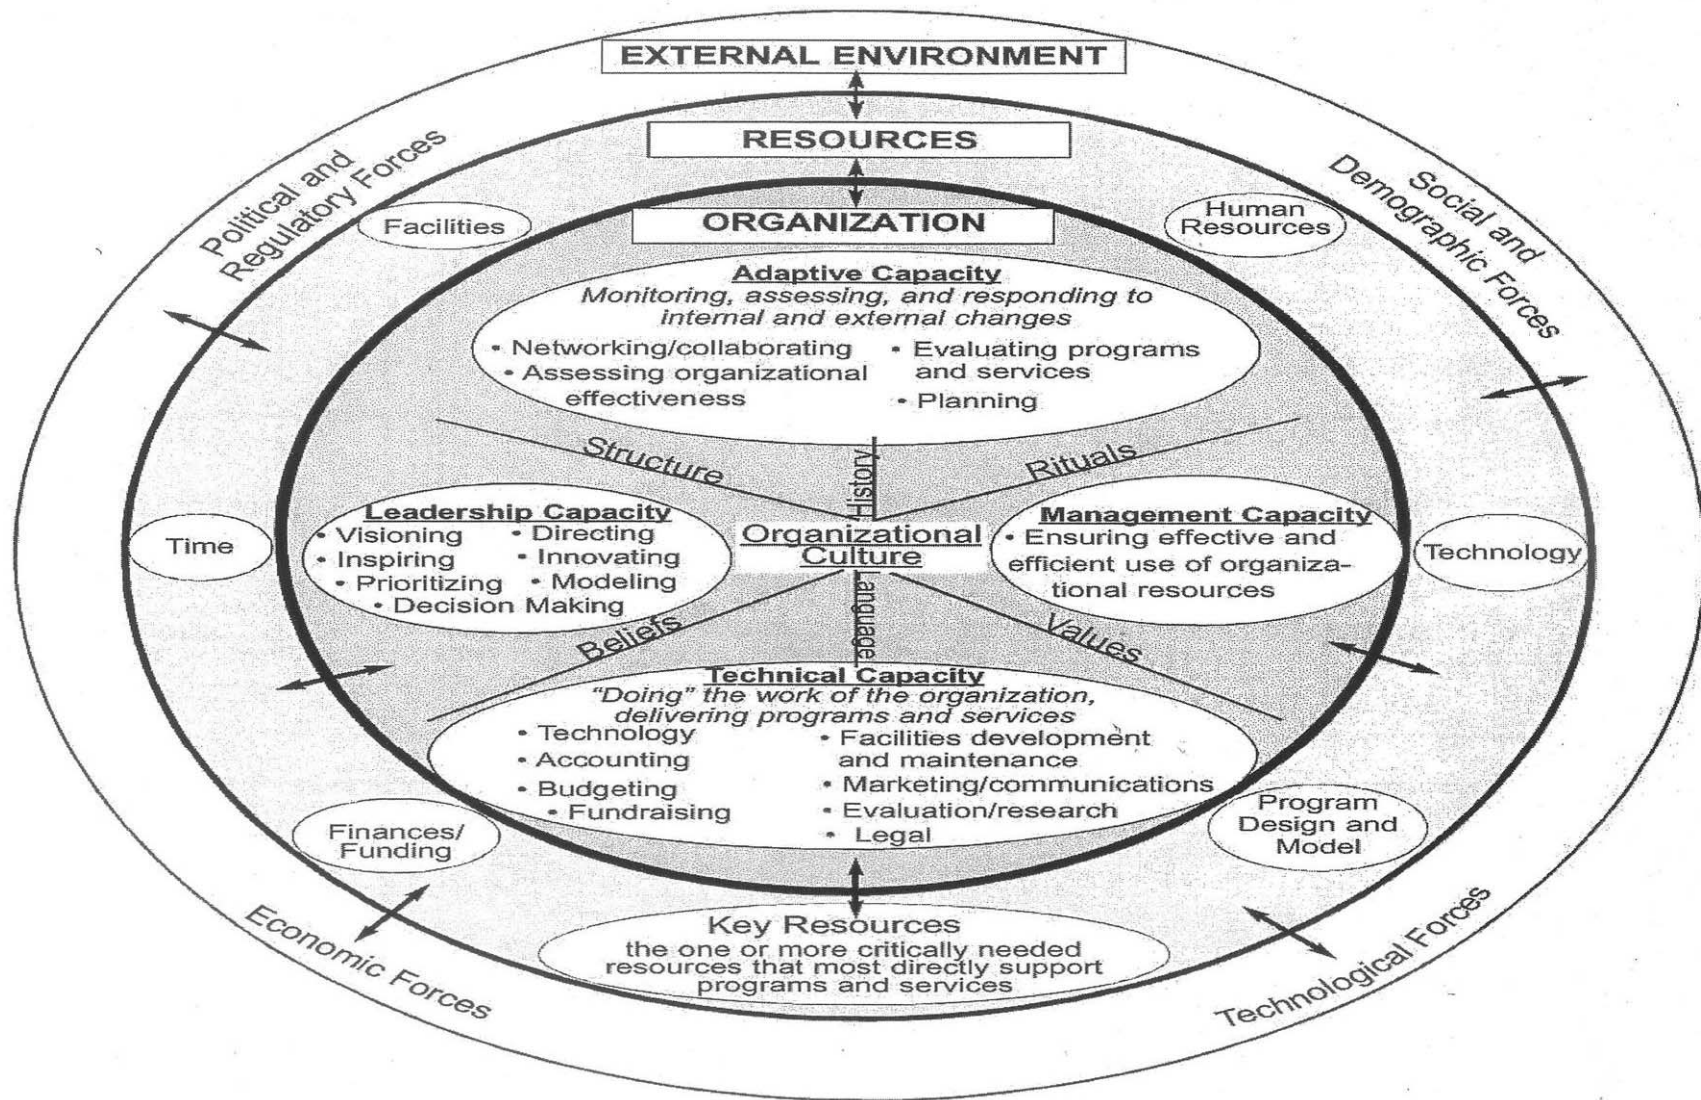 EXTERNAL ENVIRONMENT
RESOURCES
ORGANIZATION
Political and
Regulatory Forces
Social and
Demographic Forces
Facilities
Human
Resources
Adaptive Capacity
Monitoring, assessing, and responding to
internal and external changes
• Networking/collaborating
• Assessing organizational
effectiveness
• Evaluating programs
and services
• Planning
Structure
History
Rituals
Time
Leadership Capacity
• Visioning
• Directing
• Inspiring
• Innovating
• Prioritizing
• Modeling
• Decision Making
Organizational
Culture
Management Capacity
• Ensuring effective and
efficient use of organiza-
tional resources
Technology
Beliefs
Language
Values
Technical Capacity
“Doing” the work of the organization,
delivering programs and services
• Technology
• Accounting
• Budgeting
• Fundraising
• Facilities development
and maintenance
• Marketing/communications
• Evaluation/research
• Legal
Finances/
Funding
Program
Design and
Model
Key Resources
the one or more critically needed
resources that most directly support
programs and services
Economic Forces
Technological Forces